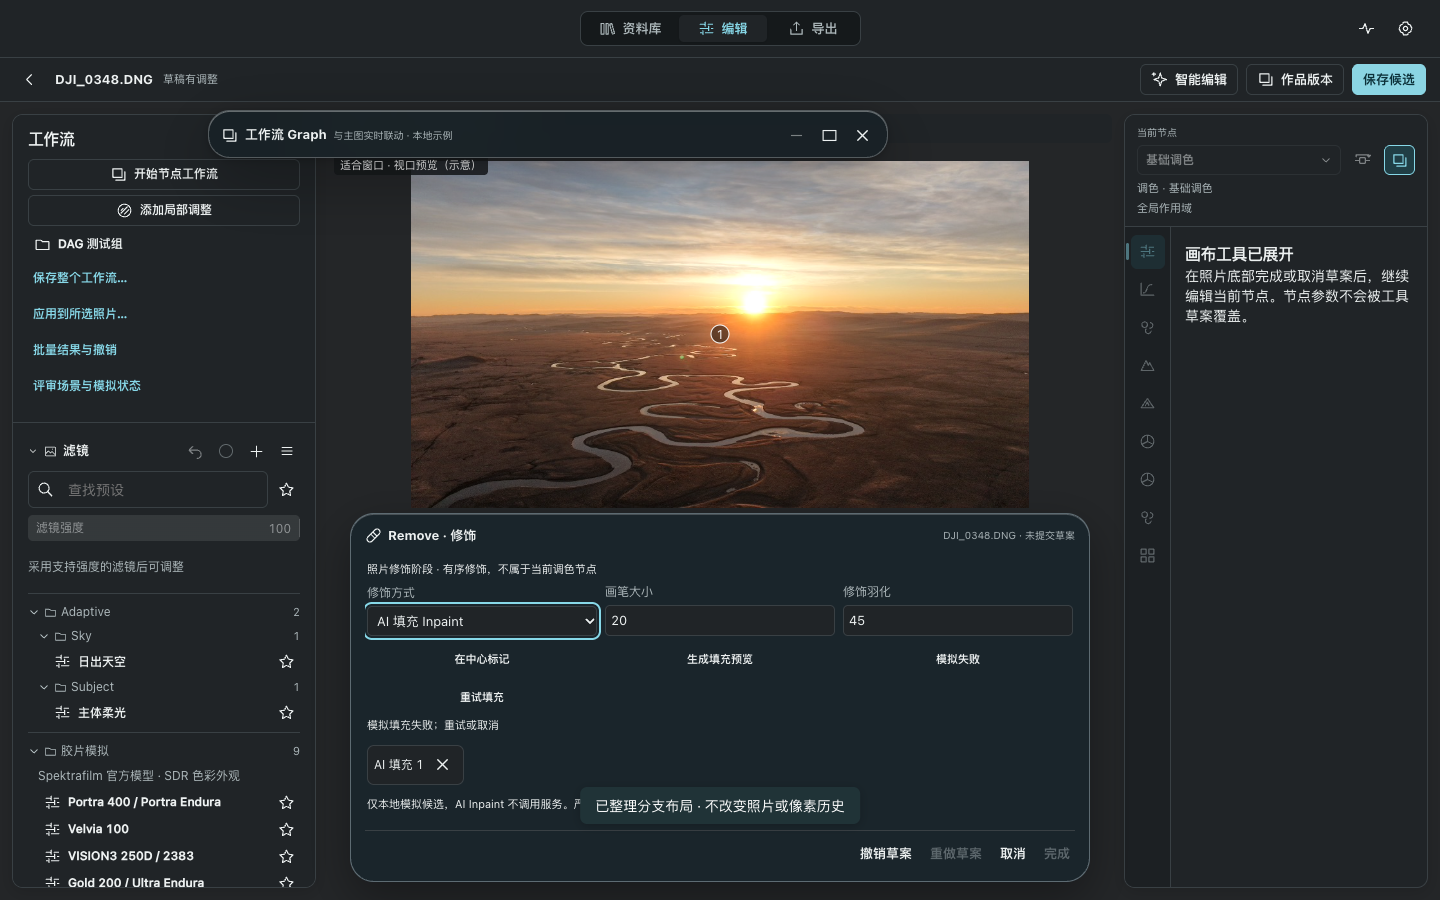 资料库
编辑
导出
DJI_0348.DNG 草稿有调整
智能编辑
作品版本
保存候选
工作流
开始节点工作流
添加局部调整
DAG 测试组
保存整个工作流...
应用到所选照片...
批量结果与撤销
评审场景与模拟状态
滤镜
查找预设
滤镜强度 100
采用支持强度的滤镜后可调整
Adaptive 2
Sky 1
日出天空
Subject 1
主体柔光
胶片模拟 9
Spektrafilm 官方模型 · SDR 色彩外观
Portra 400 / Portra Endura
Velvia 100
VISION3 250D / 2383
Gold 200 / Ultra Endura
工作流 Graph 与主图实时联动 · 本地示例
适合窗口 · 视口预览（示意）
1
Remove · 修饰
DJI_0348.DNG · 未提交草案
照片修饰阶段 · 有序修饰，不属于当前调色节点
修饰方式 画笔大小 修饰羽化
AI 填充 Inpaint 20 45
在中心标记 生成填充预览 模拟失败
重试填充
模拟填充失败；重试或取消
AI 填充 1
仅本地模拟候选，AI Inpaint 不调用服务。
已整理分支布局 · 不改变照片或像素历史
撤销草案 重做草案 取消 完成
当前节点
基础调色
调色 · 基础调色
全局作用域
画布工具已展开
在照片底部完成或取消草案后，继续
编辑当前节点。节点参数不会被工具
草案覆盖。